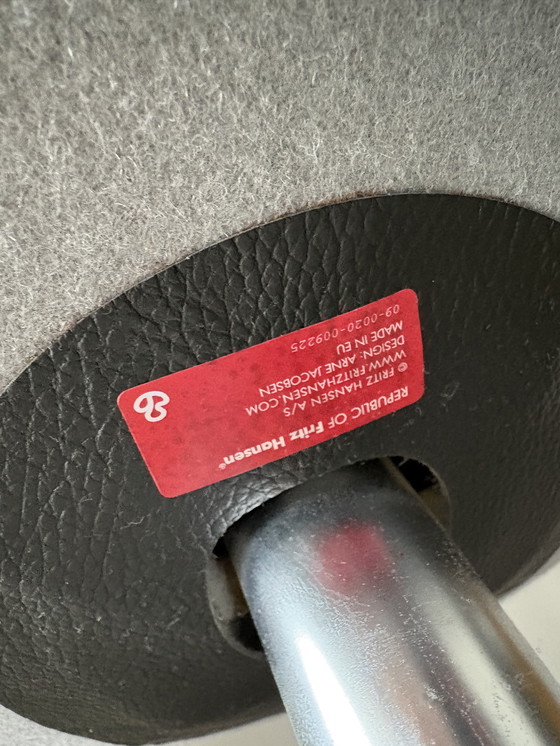 REPUBLIC OF Fritz Hansen®
© FRITZ HANSEN A/S
WWW.FRITZHANSEN.COM
DESIGN: ARNE JACOBSEN
MADE IN EU
09-0020-009225